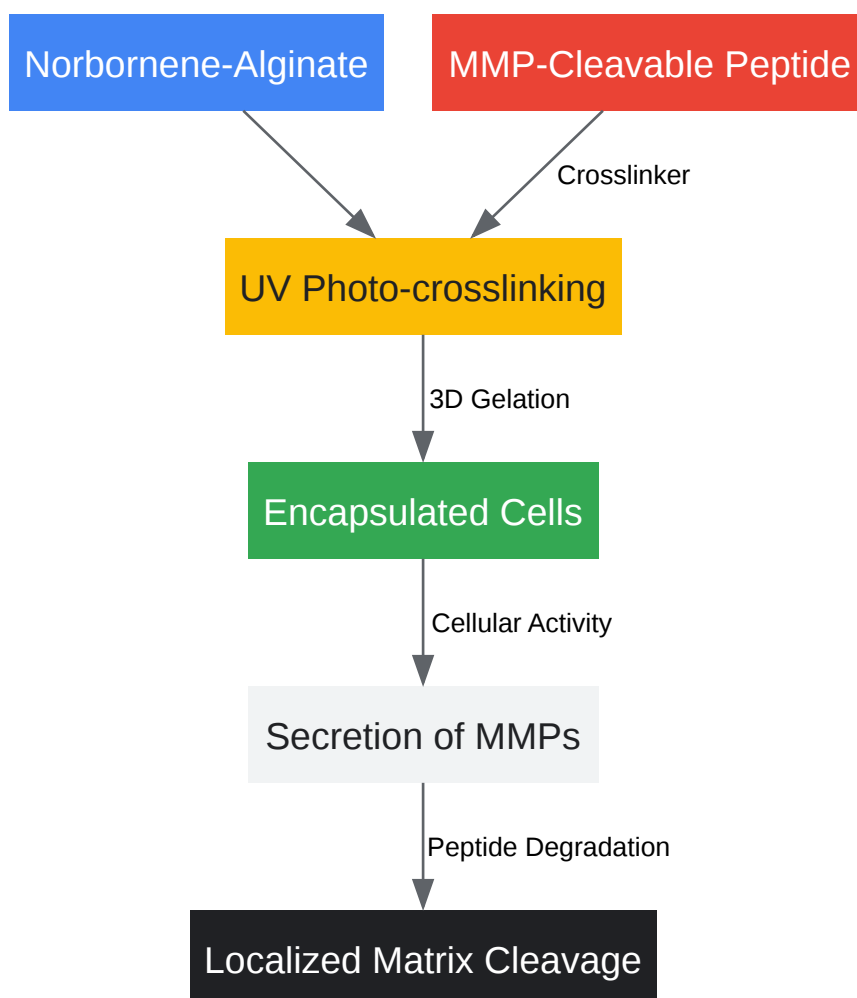 Norbornene-Alginate
MMP-Cleavable Peptide
Crosslinker
UV Photo-crosslinking
3D Gelation
Encapsulated Cells
Cellular Activity
Secretion of MMPs
Peptide Degradation
Localized Matrix Cleavage